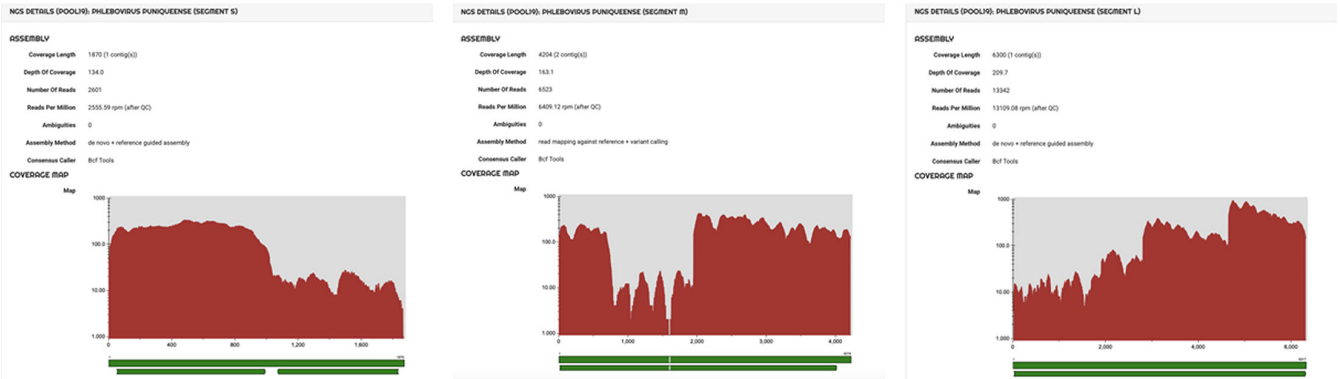 NGS DETAILS (POOL19): PHLEBOVIRUS PUNIQUEENSE (SEGMENT S)
ASSEMBLY
Coverage Length 1870 (1 contig(s))
Depth Of Coverage 134.0
Number Of Reads 2601
Reads Per Million 2555.59 rpm (after QC)
Ambiguities 0
Assembly Method de novo + reference guided assembly
Consensus Caller Bcf Tools
COVERAGE MAP
Map
1000
100.0
10.00
1.000
0 400 1,200 1,600
NGS DETAILS (POOL19): PHLEBOVIRUS PUNIQUEENSE (SEGMENT M)
ASSEMBLY
Coverage Length 4204 (2 contig(s))
Depth Of Coverage 163.1
Number Of Reads 6523
Reads Per Million 6409.12 rpm (after QC)
Ambiguities 0
Assembly Method read mapping against reference + variant calling
Consensus Caller Bcf Tools
COVERAGE MAP
Map
1000
100.0
10.00
1.000
0 1,000 2,000 3,000 4,000
NGS DETAILS (POOL19): PHLEBOVIRUS PUNIQUEENSE (SEGMENT L)
ASSEMBLY
Coverage Length 6300 (1 contig(s))
Depth Of Coverage 209.7
Number Of Reads 13342
Reads Per Million 13109.08 rpm (after QC)
Ambiguities 0
Assembly Method de novo + reference guided assembly
Consensus Caller Bcf Tools
COVERAGE MAP
Map
1000
100.0
10.00
1.000
0 2,000 4,000 6,000